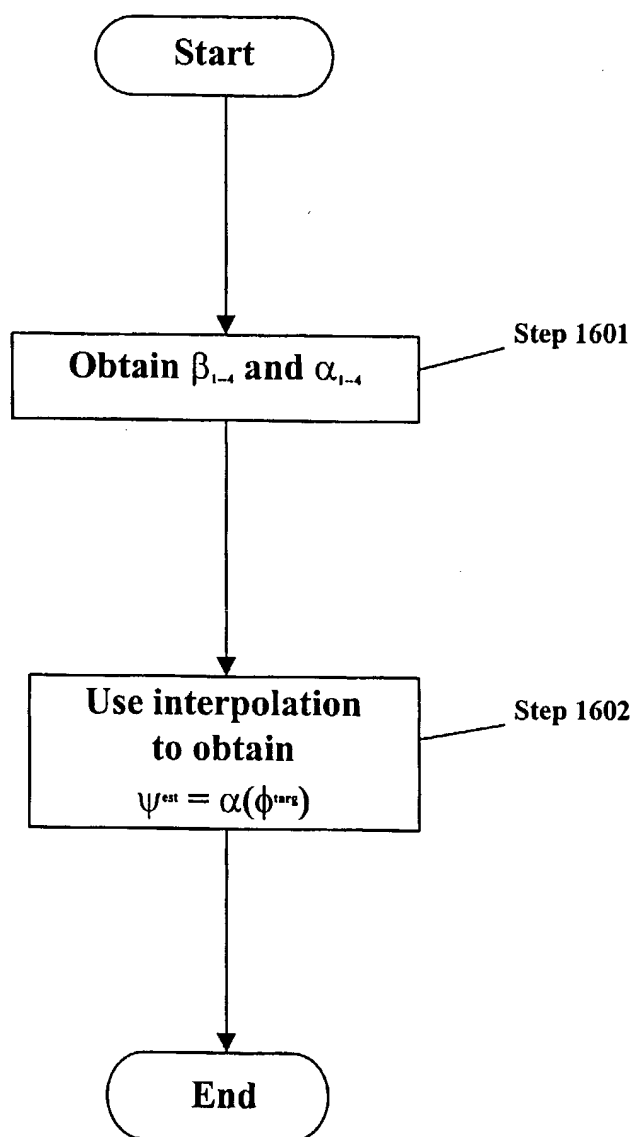 Start
Step 1601
Obtain β₁₋₄ and α₁₋₄
Use interpolation
to obtain
ψᵉˢᵗ = α(ϕᵗᵃʳᵍ)
Step 1602
End